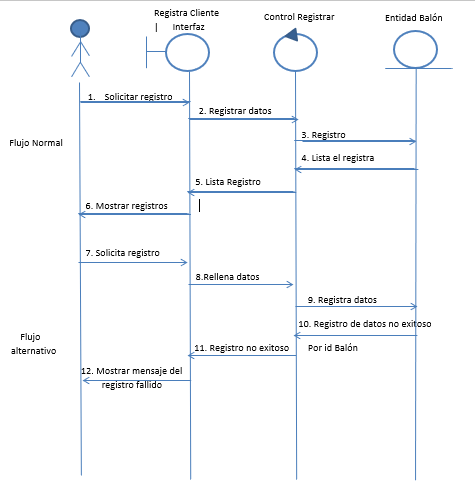 Registra Cliente
Interfaz
Control Registrar
Entidad Balón
1. Solicitar registro
2. Registrar datos
3. Registro
Flujo Normal
4. Lista el registra
5. Lista Registro
6. Mostrar registros
7. Solicita registro
8.Rellena datos
9. Registra datos
10. Registro de datos no exitoso
Flujo
alternativo
11. Registro no exitoso
Por id Balón
12. Mostrar mensaje del
registro fallido